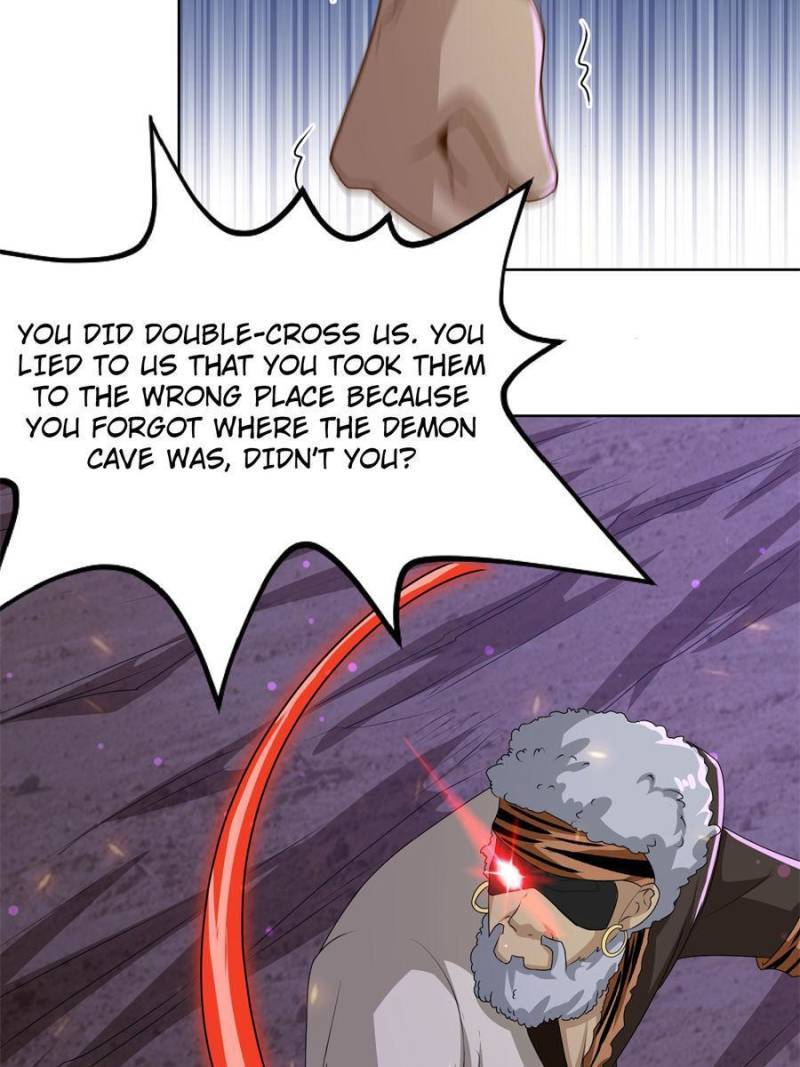 YOU DID DOUBLE-CROSS US. YOU
LIED TO US THAT YOU TOOK THEM
TO THE WRONG PLACE BECAUSE
YOU FORGOT WHERE THE DEMON
CAVE WAS, DIDN'T YOU?